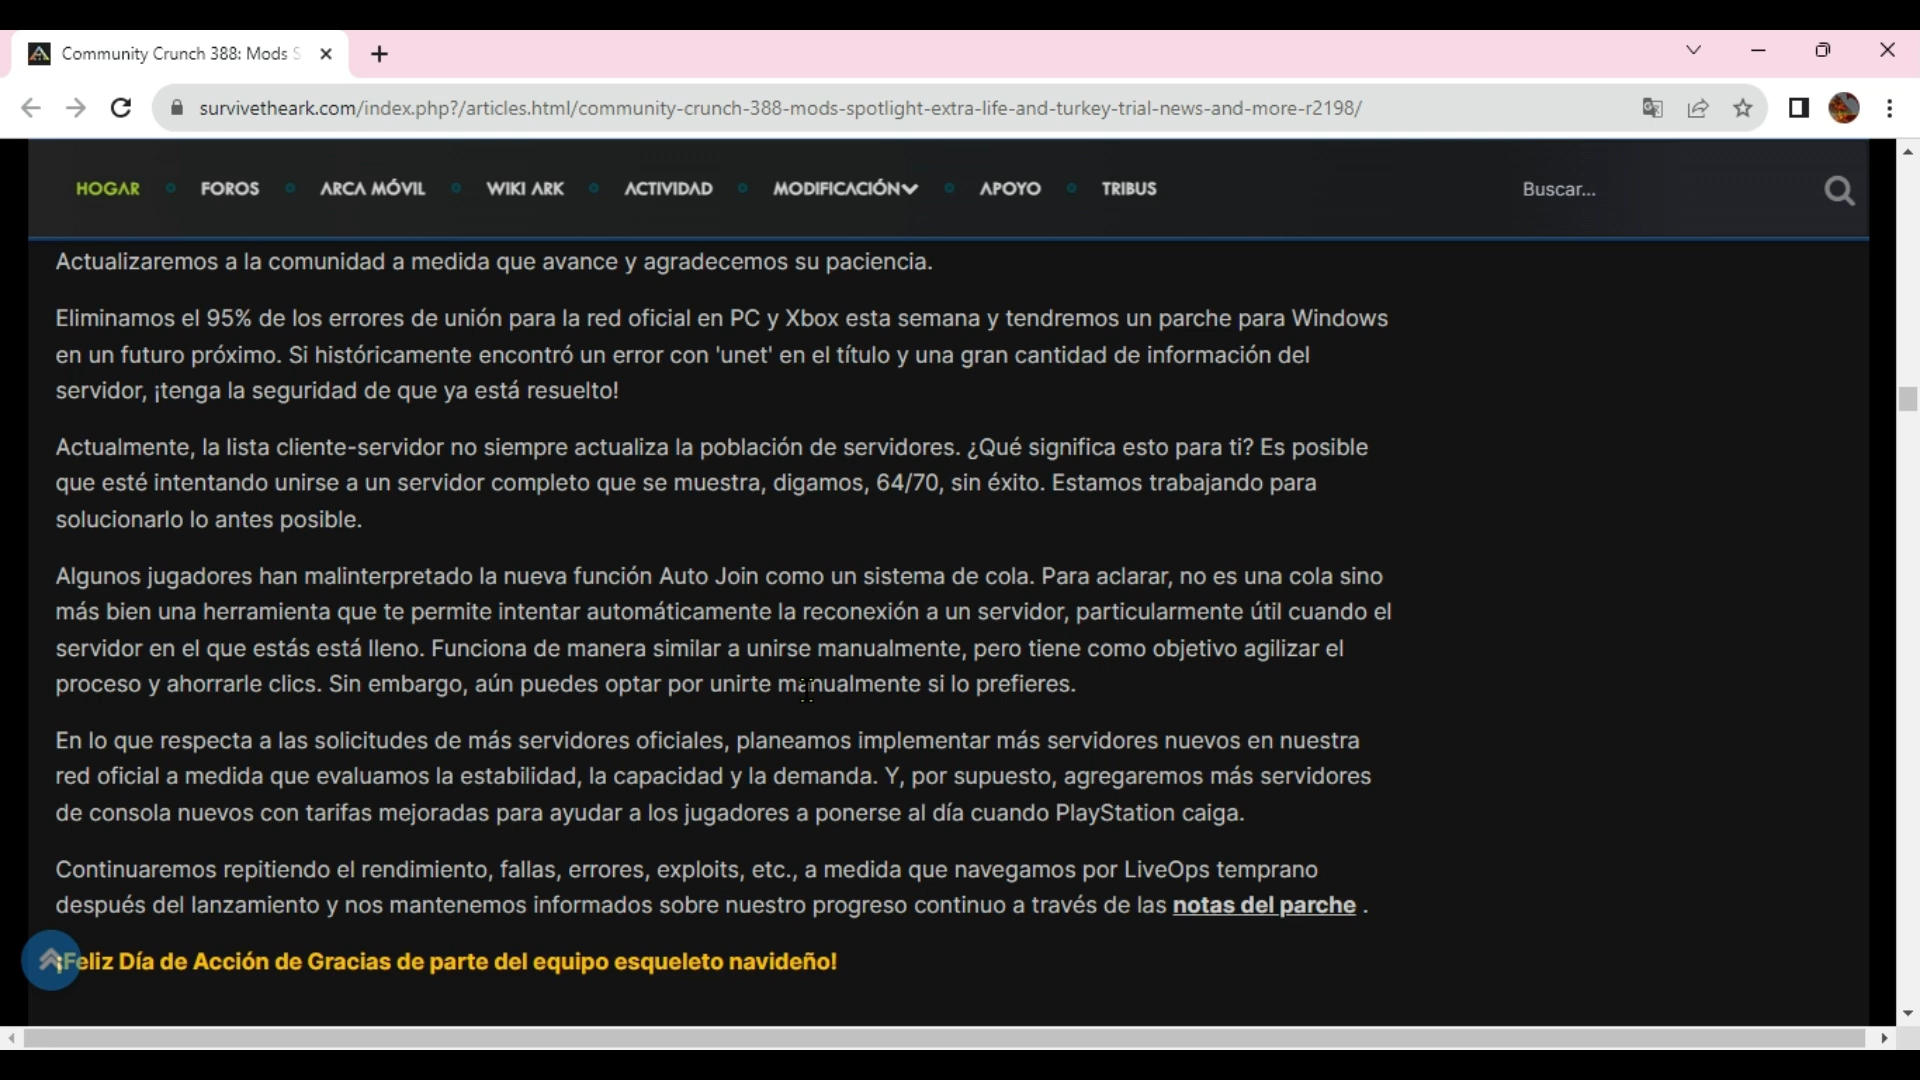 Community Crunch 388: Mods S
survivetheark.com/index.php?/articles.html/community-crunch-388-mods-spotlight-extra-life-and-turkey-trial-news-and-more-r2198/
HOGAR FOROS ARCA MÓVIL WIKI ARK ACTIVIDAD MODIFICACIÓN APOYO TRIBUS Buscar...
Actualizaremos a la comunidad a medida que avance y agradecemos su paciencia.
Eliminamos el 95% de los errores de unión para la red oficial en PC y Xbox esta semana y tendremos un parche para Windows
en un futuro próximo. Si históricamente encontró un error con 'unet' en el título y una gran cantidad de información del
servidor, ¡tenga la seguridad de que ya está resuelto!
Actualmente, la lista cliente-servidor no siempre actualiza la población de servidores. ¿Qué significa esto para ti? Es posible
que esté intentando unirse a un servidor completo que se muestra, digamos, 64/70, sin éxito. Estamos trabajando para
solucionarlo lo antes posible.
Algunos jugadores han malinterpretado la nueva función Auto Join como un sistema de cola. Para aclarar, no es una cola sino
más bien una herramienta que te permite intentar automáticamente la reconexión a un servidor, particularmente útil cuando el
servidor en el que estás está lleno. Funciona de manera similar a unirse manualmente, pero tiene como objetivo agilizar el
proceso y ahorrarle clics. Sin embargo, aún puedes optar por unirte manualmente si lo prefieres.
En lo que respecta a las solicitudes de más servidores oficiales, planeamos implementar más servidores nuevos en nuestra
red oficial a medida que evaluamos la estabilidad, la capacidad y la demanda. Y, por supuesto, agregaremos más servidores
de consola nuevos con tarifas mejoradas para ayudar a los jugadores a ponerse al día cuando PlayStation caiga.
Continuaremos repitiendo el rendimiento, fallas, errores, exploits, etc., a medida que navegamos por LiveOps temprano
después del lanzamiento y nos mantenemos informados sobre nuestro progreso continuo a través de las notas del parche .
¡Feliz Día de Acción de Gracias de parte del equipo esqueleto navideño!